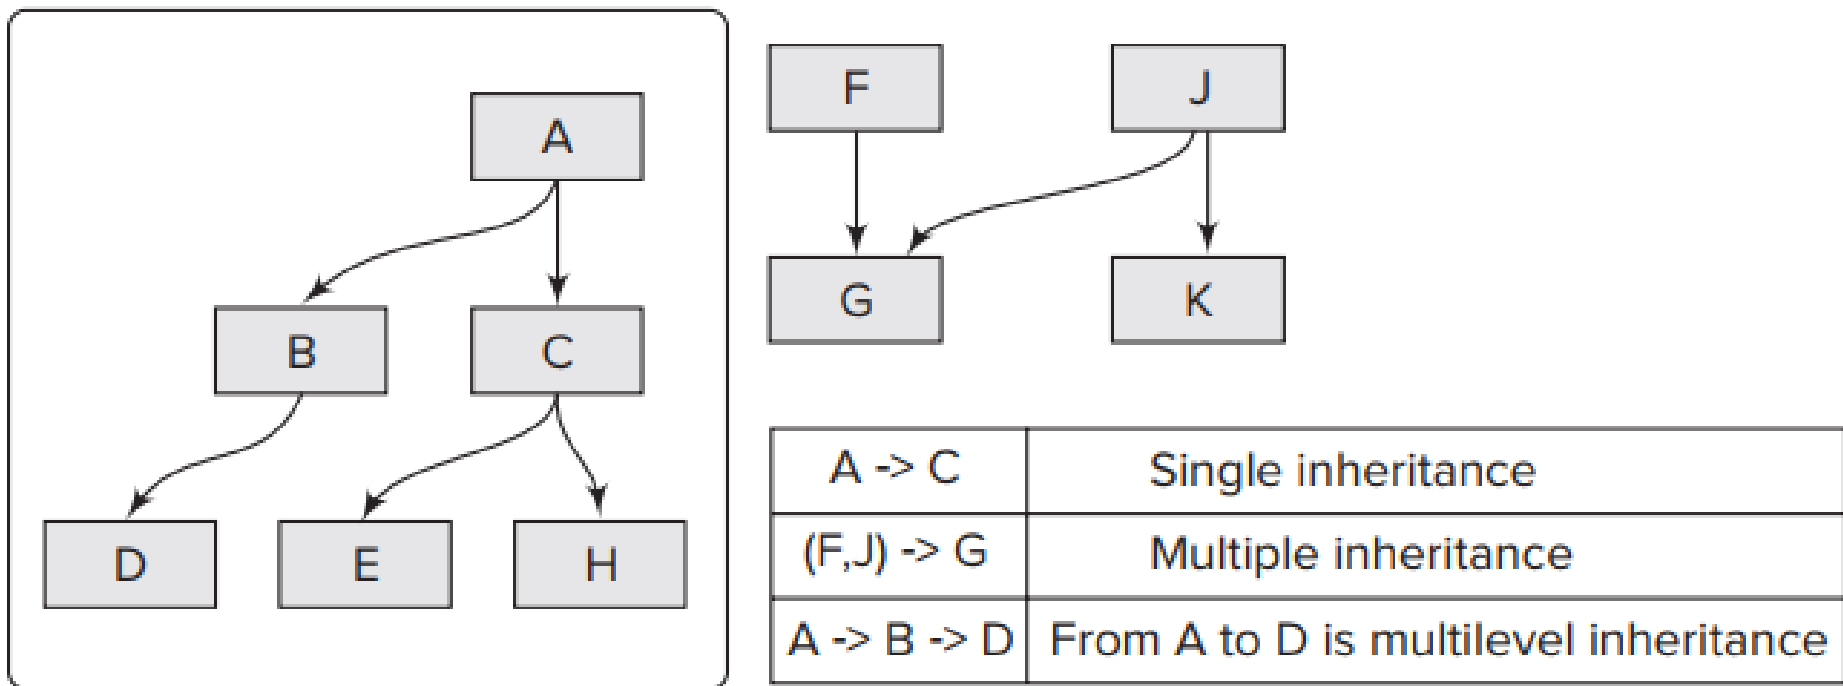 A
B C
D E H
F J
G K
A -> C Single inheritance
(F,J) -> G Multiple inheritance
A -> B -> D From A to D is multilevel inheritance